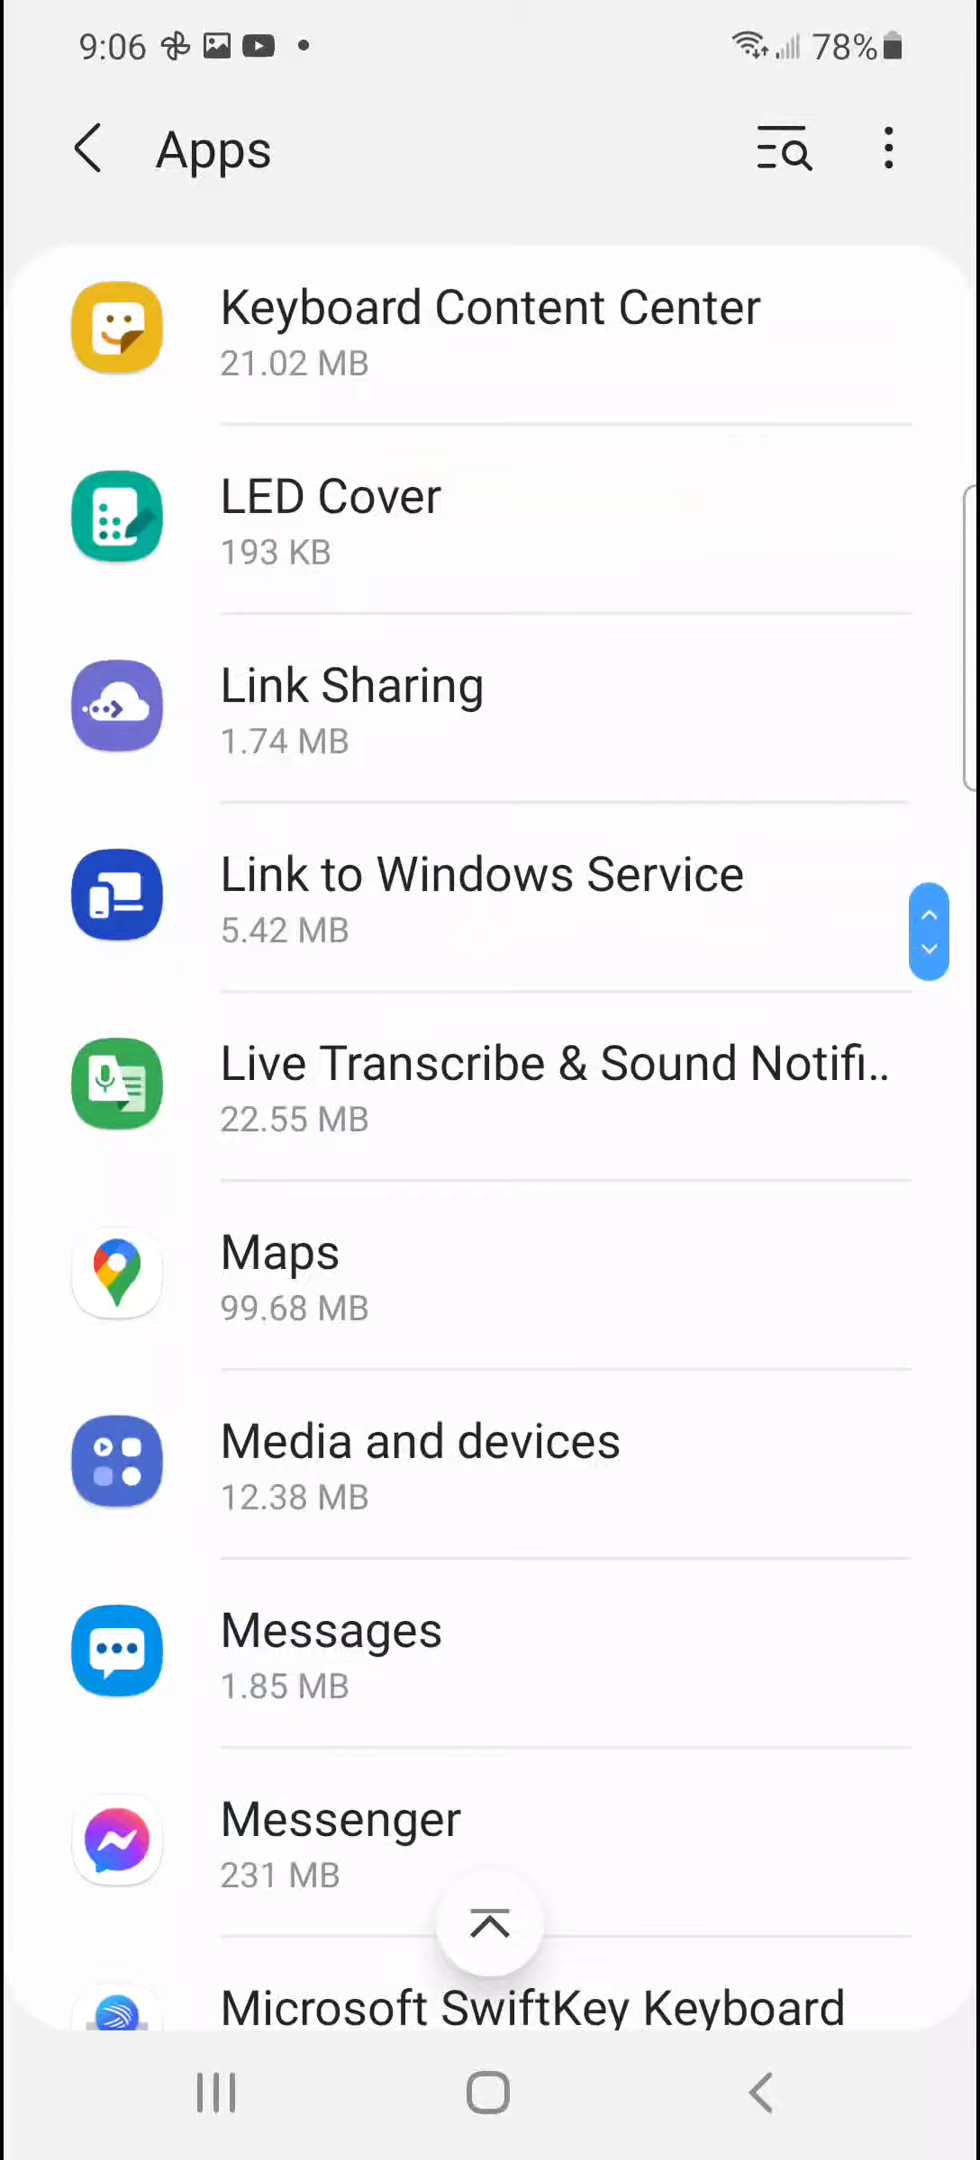 9:06 78%
Apps
Keyboard Content Center
21.02 MB
LED Cover
193 KB
Link Sharing
1.74 MB
Link to Windows Service
5.42 MB
Live Transcribe & Sound Notifi..
22.55 MB
Maps
99.68 MB
Media and devices
12.38 MB
Messages
1.85 MB
Messenger
231 MB
Microsoft SwiftKey Keyboard